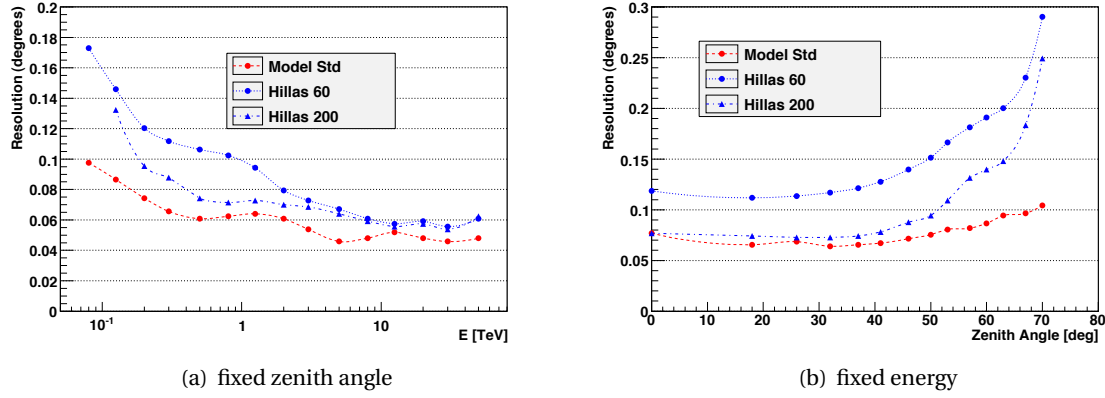 Resolution (degrees)
0.2
0.18
0.16
0.14
0.12
0.1
0.08
0.06
0.04
0.02
0
Model Std
Hillas 60
Hillas 200
10⁻¹
1
10
E [TeV]
(a) fixed zenith angle
Resolution (degrees)
0.3
0.25
0.2
0.15
0.1
0.05
0
Model Std
Hillas 60
Hillas 200
0
10
20
30
40
50
60
70
80
Zenith Angle [deg]
(b) fixed energy